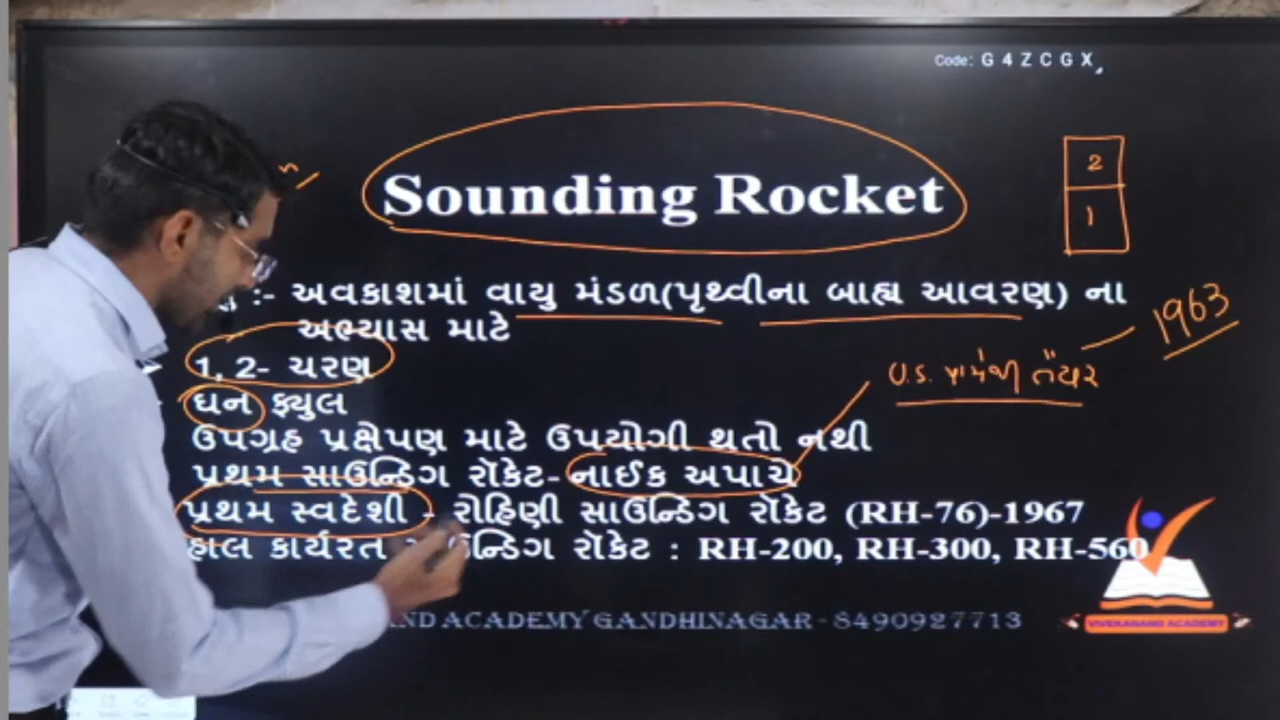 Code: G 4 Z C G X
Sounding Rocket
2
1
:- અવકાશમાં વાયુ મંડળ(પૃથ્વીના બાહ્ય આવરણ) ના
અભ્યાસ માટે
1963
1, 2- ચરણ
U.S.
ઘન ફ્યુલ
ઉપગ્રહ પ્રક્ષેપણ માટે ઉપયોગી થતો નથી
પ્રથમ સાઉન્ડિગ રૉકેટ- નાઈક અપાચે
પ્રથમ સ્વદેશી - રોહિણી સાઉન્ડિગ રૉકેટ (RH-76)-1967
હાલ કાર્યરત રૉકેટ : RH-200, RH-300, RH-560
ACADEMY GANDHINAGAR - 8490927713
VIVEKANAND ACADEMY